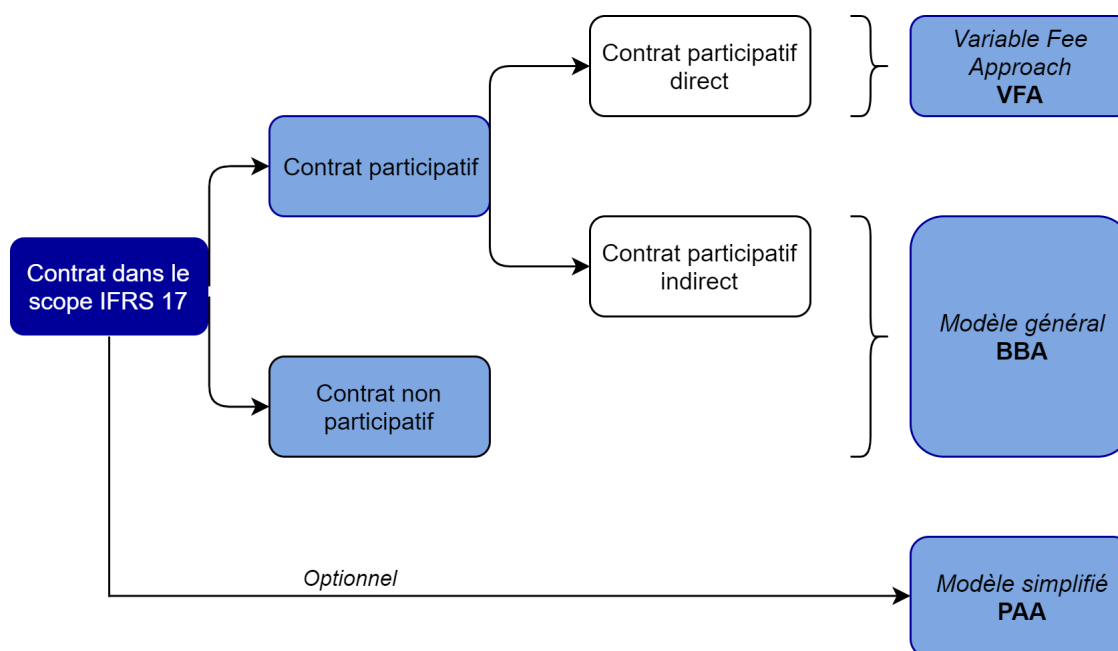 Contrat participatif
direct
Variable Fee
Approach
VFA
Contrat participatif
Contrat dans le
scope IFRS 17
Contrat participatif
indirect
Modèle général
BBA
Contrat non
participatif
Optionnel
Modèle simplifié
PAA